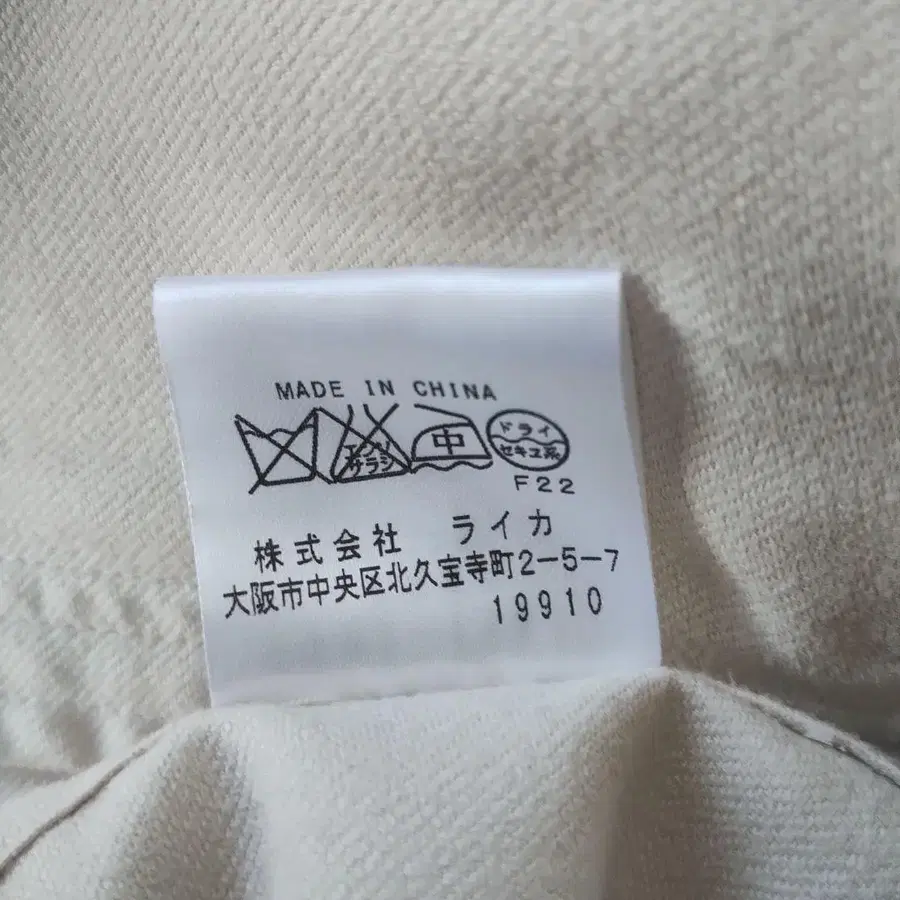 MADE IN CHINA
エンソ
サラシ
中
ドライ
セキユ系
F22
株式会社 ライカ
大阪市中央区北久宝寺町2-5-7
19910